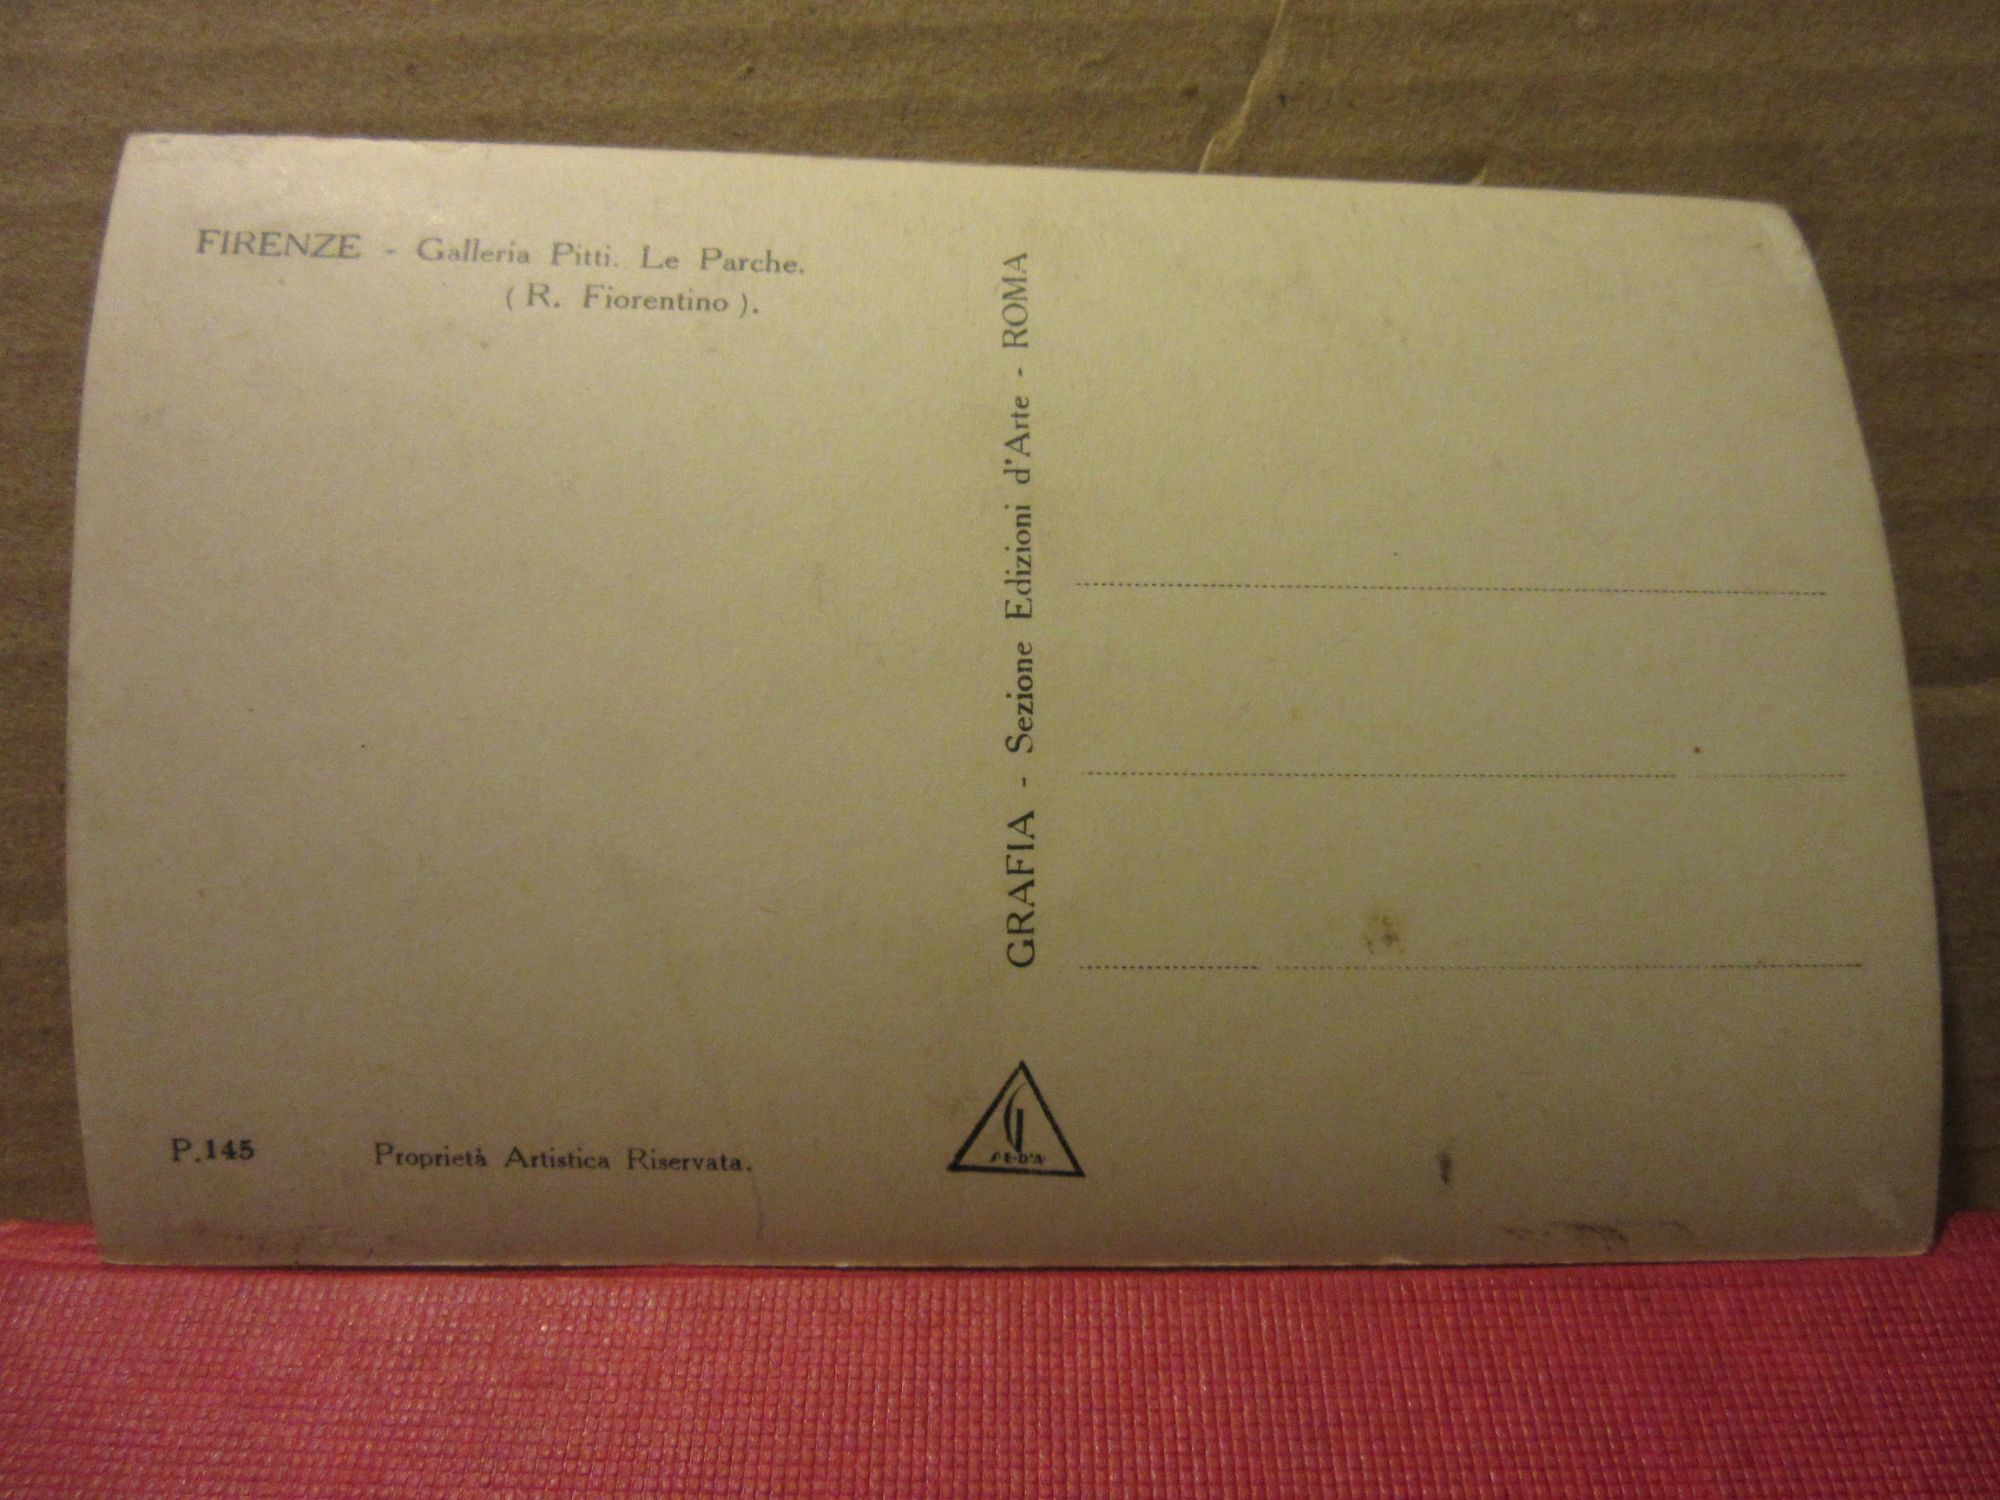 FIRENZE - Galleria Pitti. Le Parche.
( R. Fiorentino ).
GRAFIA - Sezione Edizioni d'Arte - ROMA
P.145
Proprietà Artistica Riservata.
S·E·D'A·